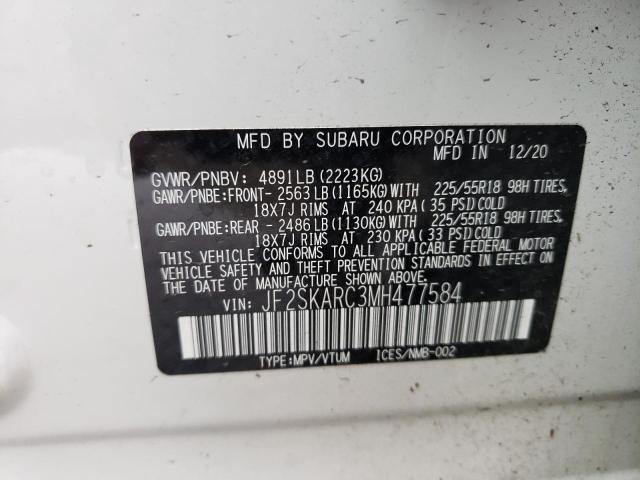 MFD BY SUBARU CORPORATION
MFD IN 12/20
GVWR/PNBV: 4891LB(2223KG)
GAWR/PNBE:FRONT-2563LB(1165KG)WITH 225/55R18 98H TIRES,
18X7J RIMS AT 240 KPA(35 PSI)COLD
GAWR/PNBE:REAR -2486LB(1130KG)WITH 225/55R18 98H TIRES,
18X7J RIMS AT 230 KPA(33 PSI)COLD
THIS VEHICLE CONFORMS TO ALL APPLICABLE FEDERAL MOTOR
VEHICLE SAFETY AND THEFT PREVENTION STANDARDS IN EFFECT ON
THE DATE OF MANUFACTURE SHOWN ABOVE.
VIN: JF2SKARC3MH477584
TYPE:MPV/VTUM ICES/NMB-002